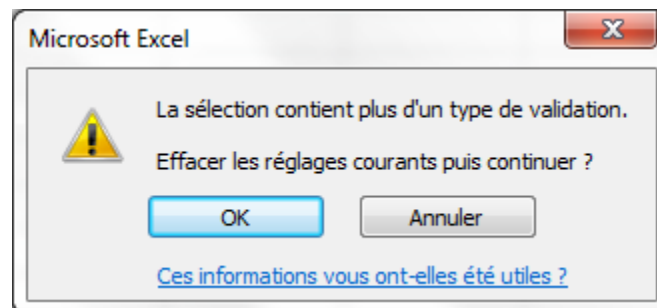 Microsoft Excel
La sélection contient plus d'un type de validation.
Effacer les réglages courants puis continuer ?
OK
Annuler
Ces informations vous ont-elles été utiles ?